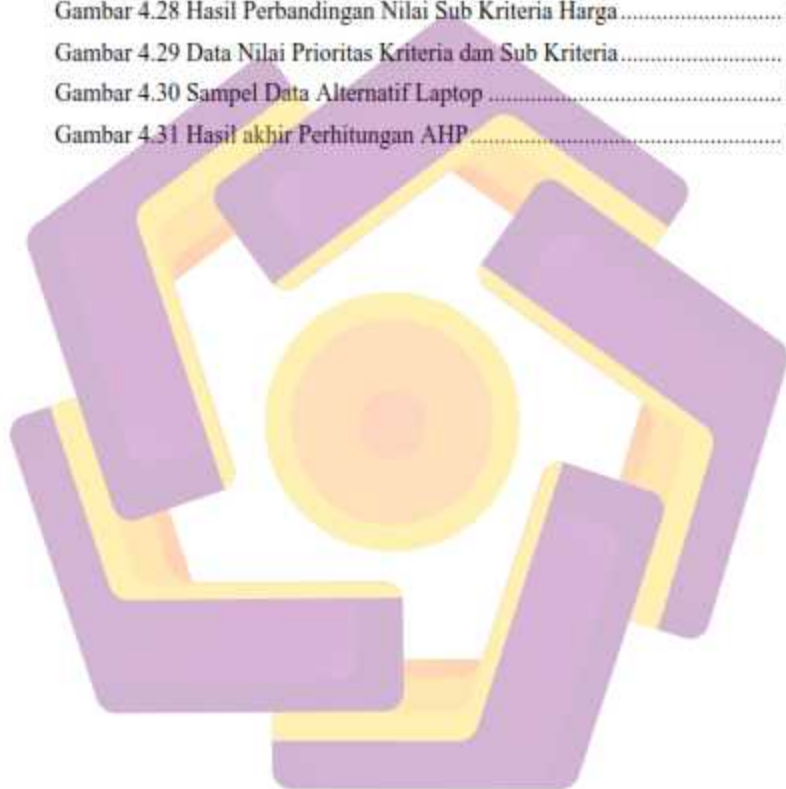 Gambar 4.28 Hasil Perbandingan Nilai Sub Kriteria Harga............................
Gambar 4.29 Data Nilai Prioritas Kriteria dan Sub Kriteria............................
Gambar 4.30 Sampel Data Alternatif Laptop ..................................................
Gambar 4.31 Hasil akhir Perhitungan AHP.....................................................